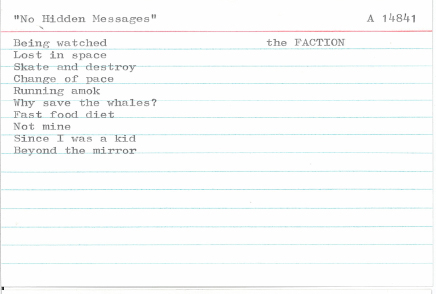 "No Hidden Messages" A 14841
Being watched the FACTION
Lost in space
Skate and destroy
Change of pace
Running amok
Why save the whales?
Fast food diet
Not mine
Since I was a kid
Beyond the mirror